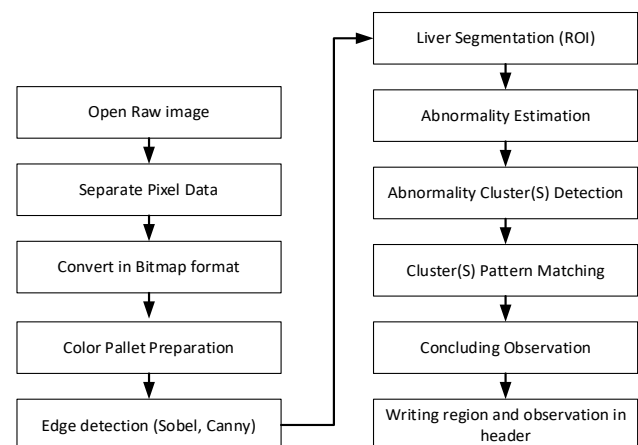 Open Raw image
Separate Pixel Data
Convert in Bitmap format
Color Pallet Preparation
Edge detection (Sobel, Canny)
Liver Segmentation (ROI)
Abnormality Estimation
Abnormality Cluster(S) Detection
Cluster(S) Pattern Matching
Concluding Observation
Writing region and observation in
header